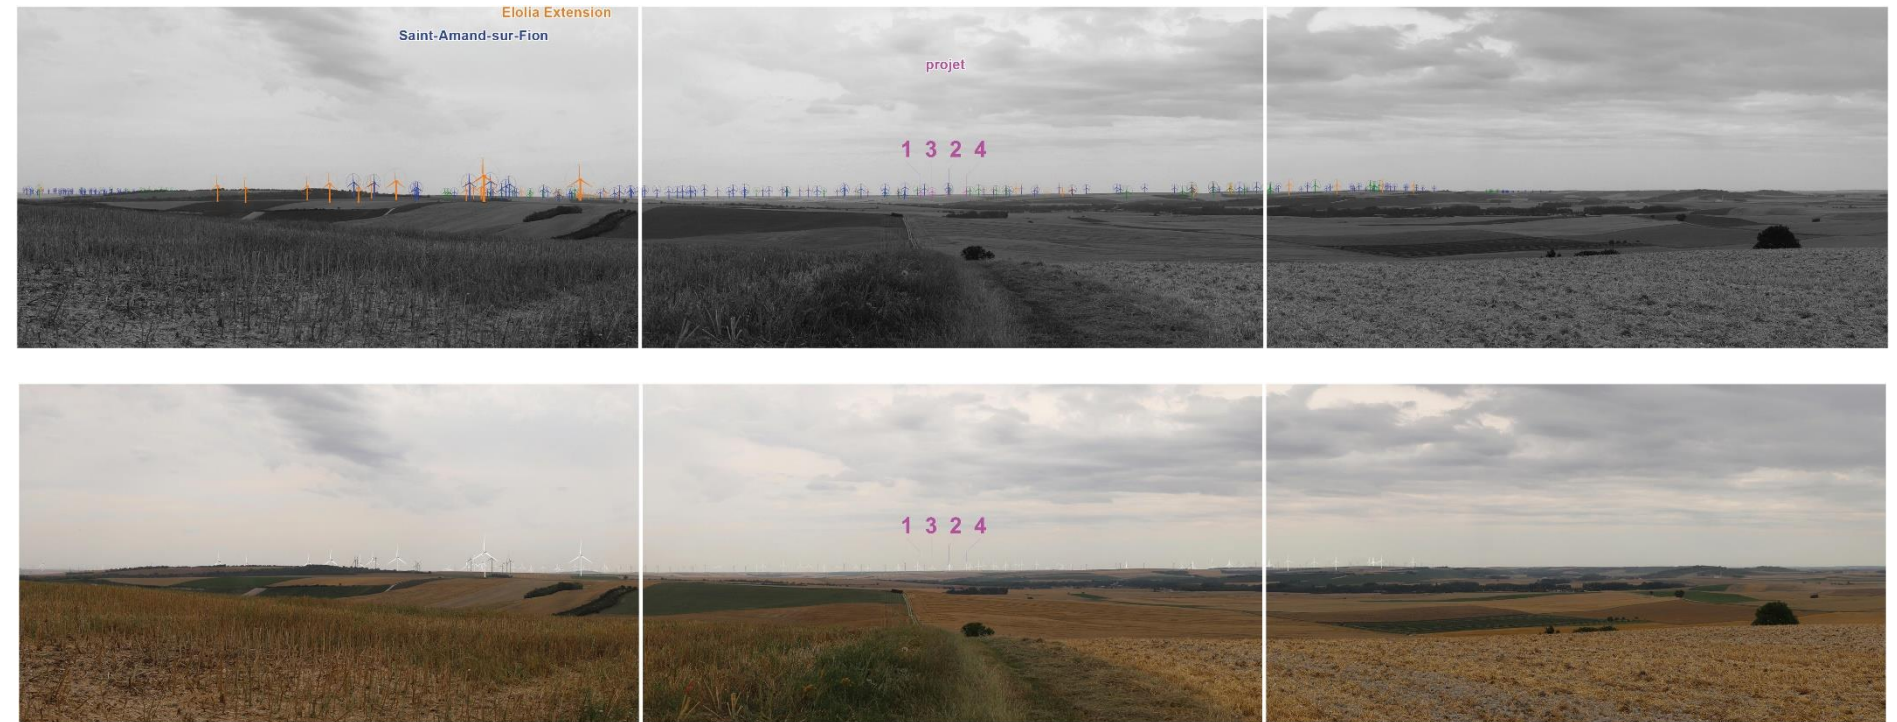 Elolia Extension
Saint-Amand-sur-Fion
projet
1 3 2 4
1 3 2 4